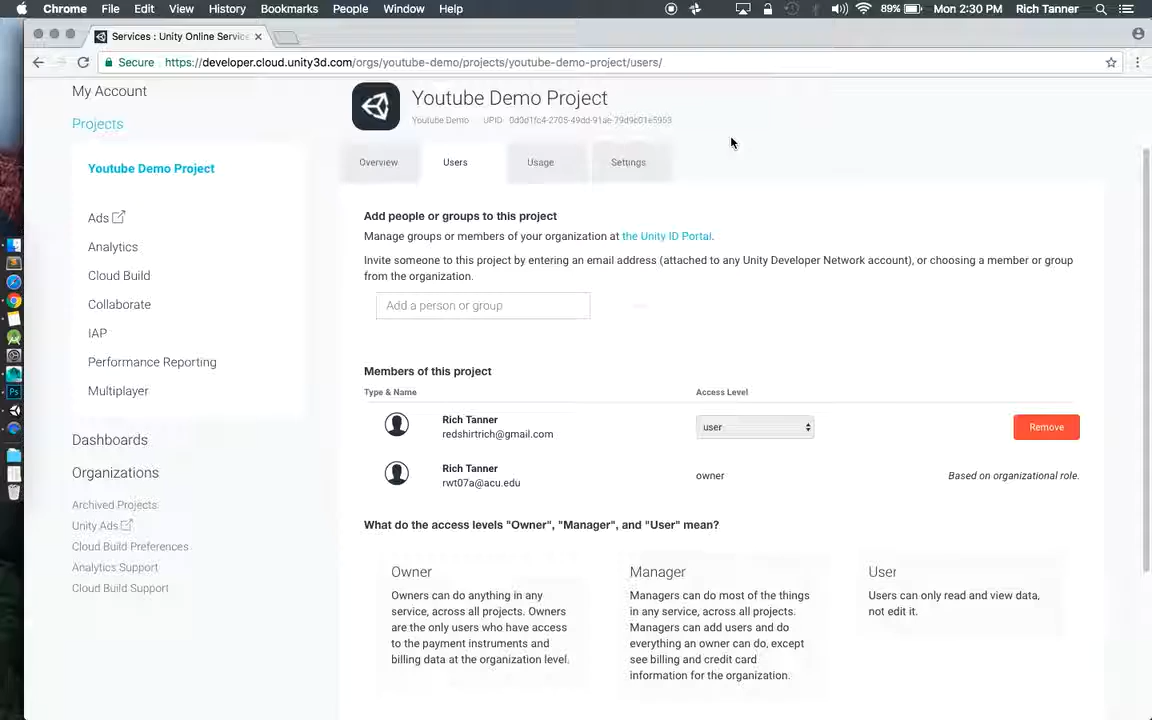 Chrome File Edit View History Bookmarks People Window Help 89% Mon 2:30 PM Rich Tanner
Services : Unity Online Service
Secure https://developer.cloud.unity3d.com/orgs/youtube-demo/projects/youtube-demo-project/users/
My Account
Projects
Youtube Demo Project
Ads
Analytics
Cloud Build
Collaborate
IAP
Performance Reporting
Multiplayer
Dashboards
Organizations
Archived Projects
Unity Ads
Cloud Build Preferences
Analytics Support
Cloud Build Support
Youtube Demo Project
Youtube Demo UPID
Overview Users Usage Settings
Add people or groups to this project
Manage groups or members of your organization at the Unity ID Portal.
Invite someone to this project by entering an email address (attached to any Unity Developer Network account), or choosing a member or group
from the organization.
Add a person or group
Members of this project
Type & Name Access Level
Rich Tanner
redshirtrich@gmail.com
user
Remove
Rich Tanner
rwt07a@acu.edu
owner
Based on organizational role.
What do the access levels "Owner", "Manager", and "User" mean?
Owner
Owners can do anything in any
service, across all projects. Owners
are the only users who have access
to the payment instruments and
billing data at the organization level.
Manager
Managers can do most of the things
in any service, across all projects.
Managers can add users and do
everything an owner can do, except
see billing and credit card
information for the organization.
User
Users can only read and view data,
not edit it.